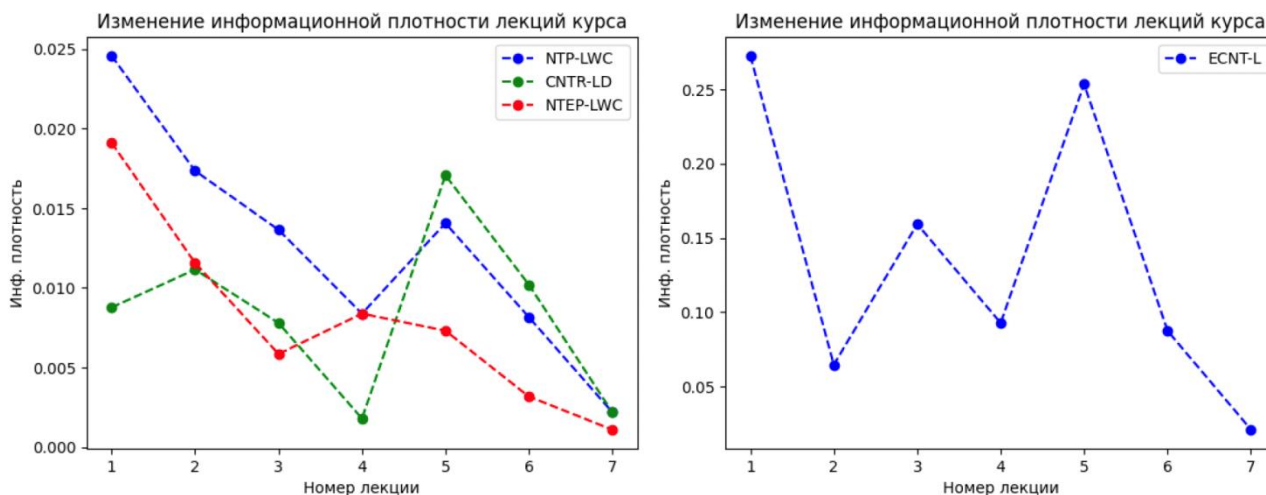 Изменение информационной плотности лекций курса
0.025
0.020
0.015
0.010
0.005
0.000
Инф. плотность
NTP-LWC
CNTR-LD
NTEP-LWC
1 2 3 4 5 6 7
Номер лекции
Изменение информационной плотности лекций курса
0.25
0.20
0.15
0.10
0.05
Инф. плотность
ECNT-L
1 2 3 4 5 6 7
Номер лекции